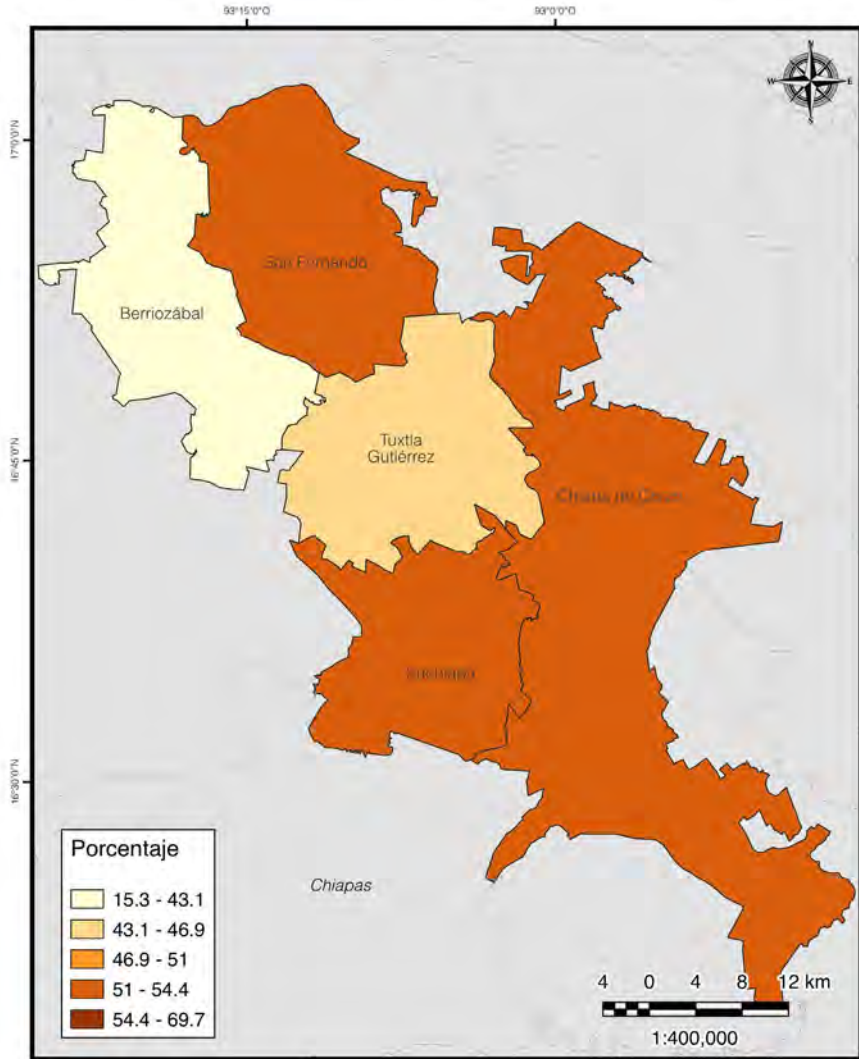 93°15'0"O
93°0'0"O
N
W
E
S
17°0'0"N
San Fernando
Berriozábal
Tuxtla
Gutiérrez
16°45'0"N
Chiapa de Corzo
Suchiapa
16°30'0"N
Porcentaje
15.3 - 43.1
43.1 - 46.9
46.9 - 51
51 - 54.4
54.4 - 69.7
Chiapas
4 0 4 8 12 km
1:400,000